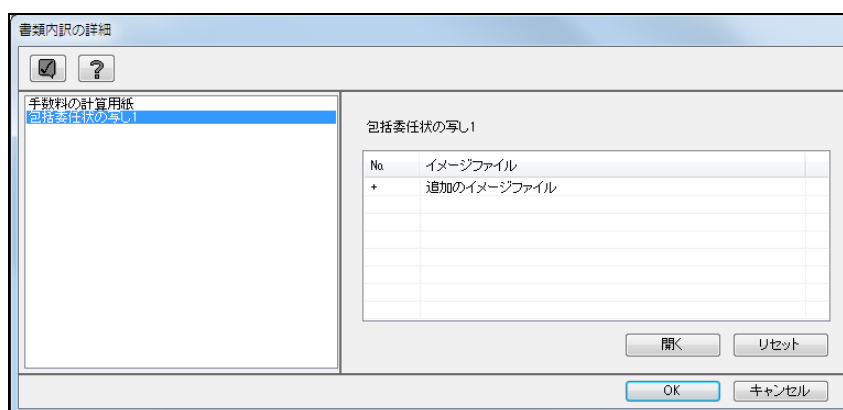 書類内訳の詳細
?
手数料の計算用紙
包括委任状の写し1
包括委任状の写し1
No. イメージファイル
+ 追加のイメージファイル
開く リセット
OK キャンセル